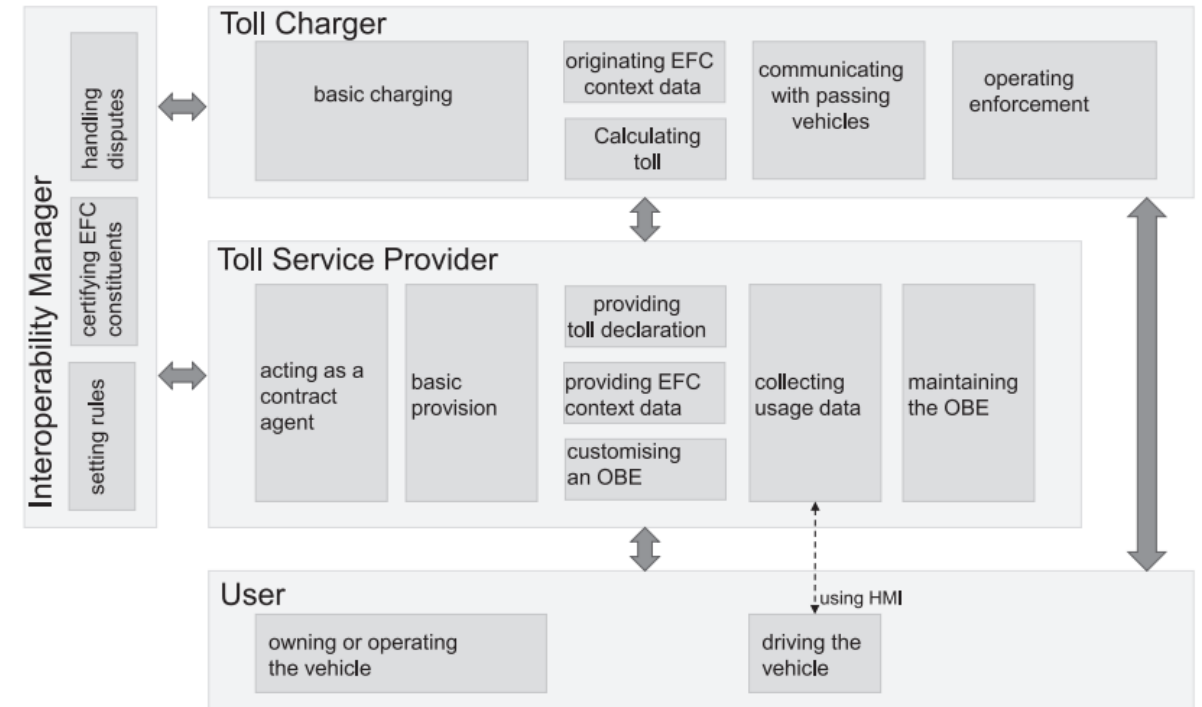 Interoperability Manager
handling
disputes
certifying EFC
constituents
setting rules
Toll Charger
basic charging
originating EFC
context data
Calculating
toll
communicating
with passing
vehicles
operating
enforcement
Toll Service Provider
acting as a
contract
agent
basic
provision
providing
toll declaration
providing EFC
context data
customising
an OBE
collecting
usage data
maintaining
the OBE
using HMI
User
owning or operating
the vehicle
driving the
vehicle